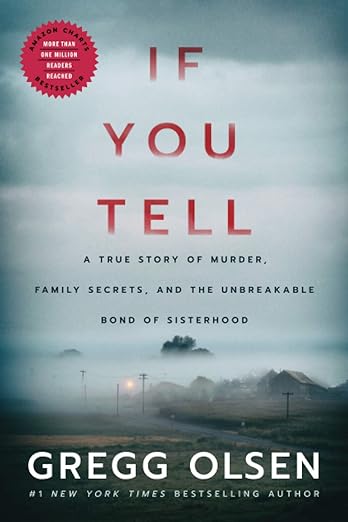 AMAZON CHARTS
MORE THAN
ONE MILLION
READERS
REACHED
BESTSELLER
IF
YOU
TELL
A TRUE STORY OF MURDER,
FAMILY SECRETS, AND THE UNBREAKABLE
BOND OF SISTERHOOD
GREGG OLSEN
#1 NEW YORK TIMES BESTSELLING AUTHOR